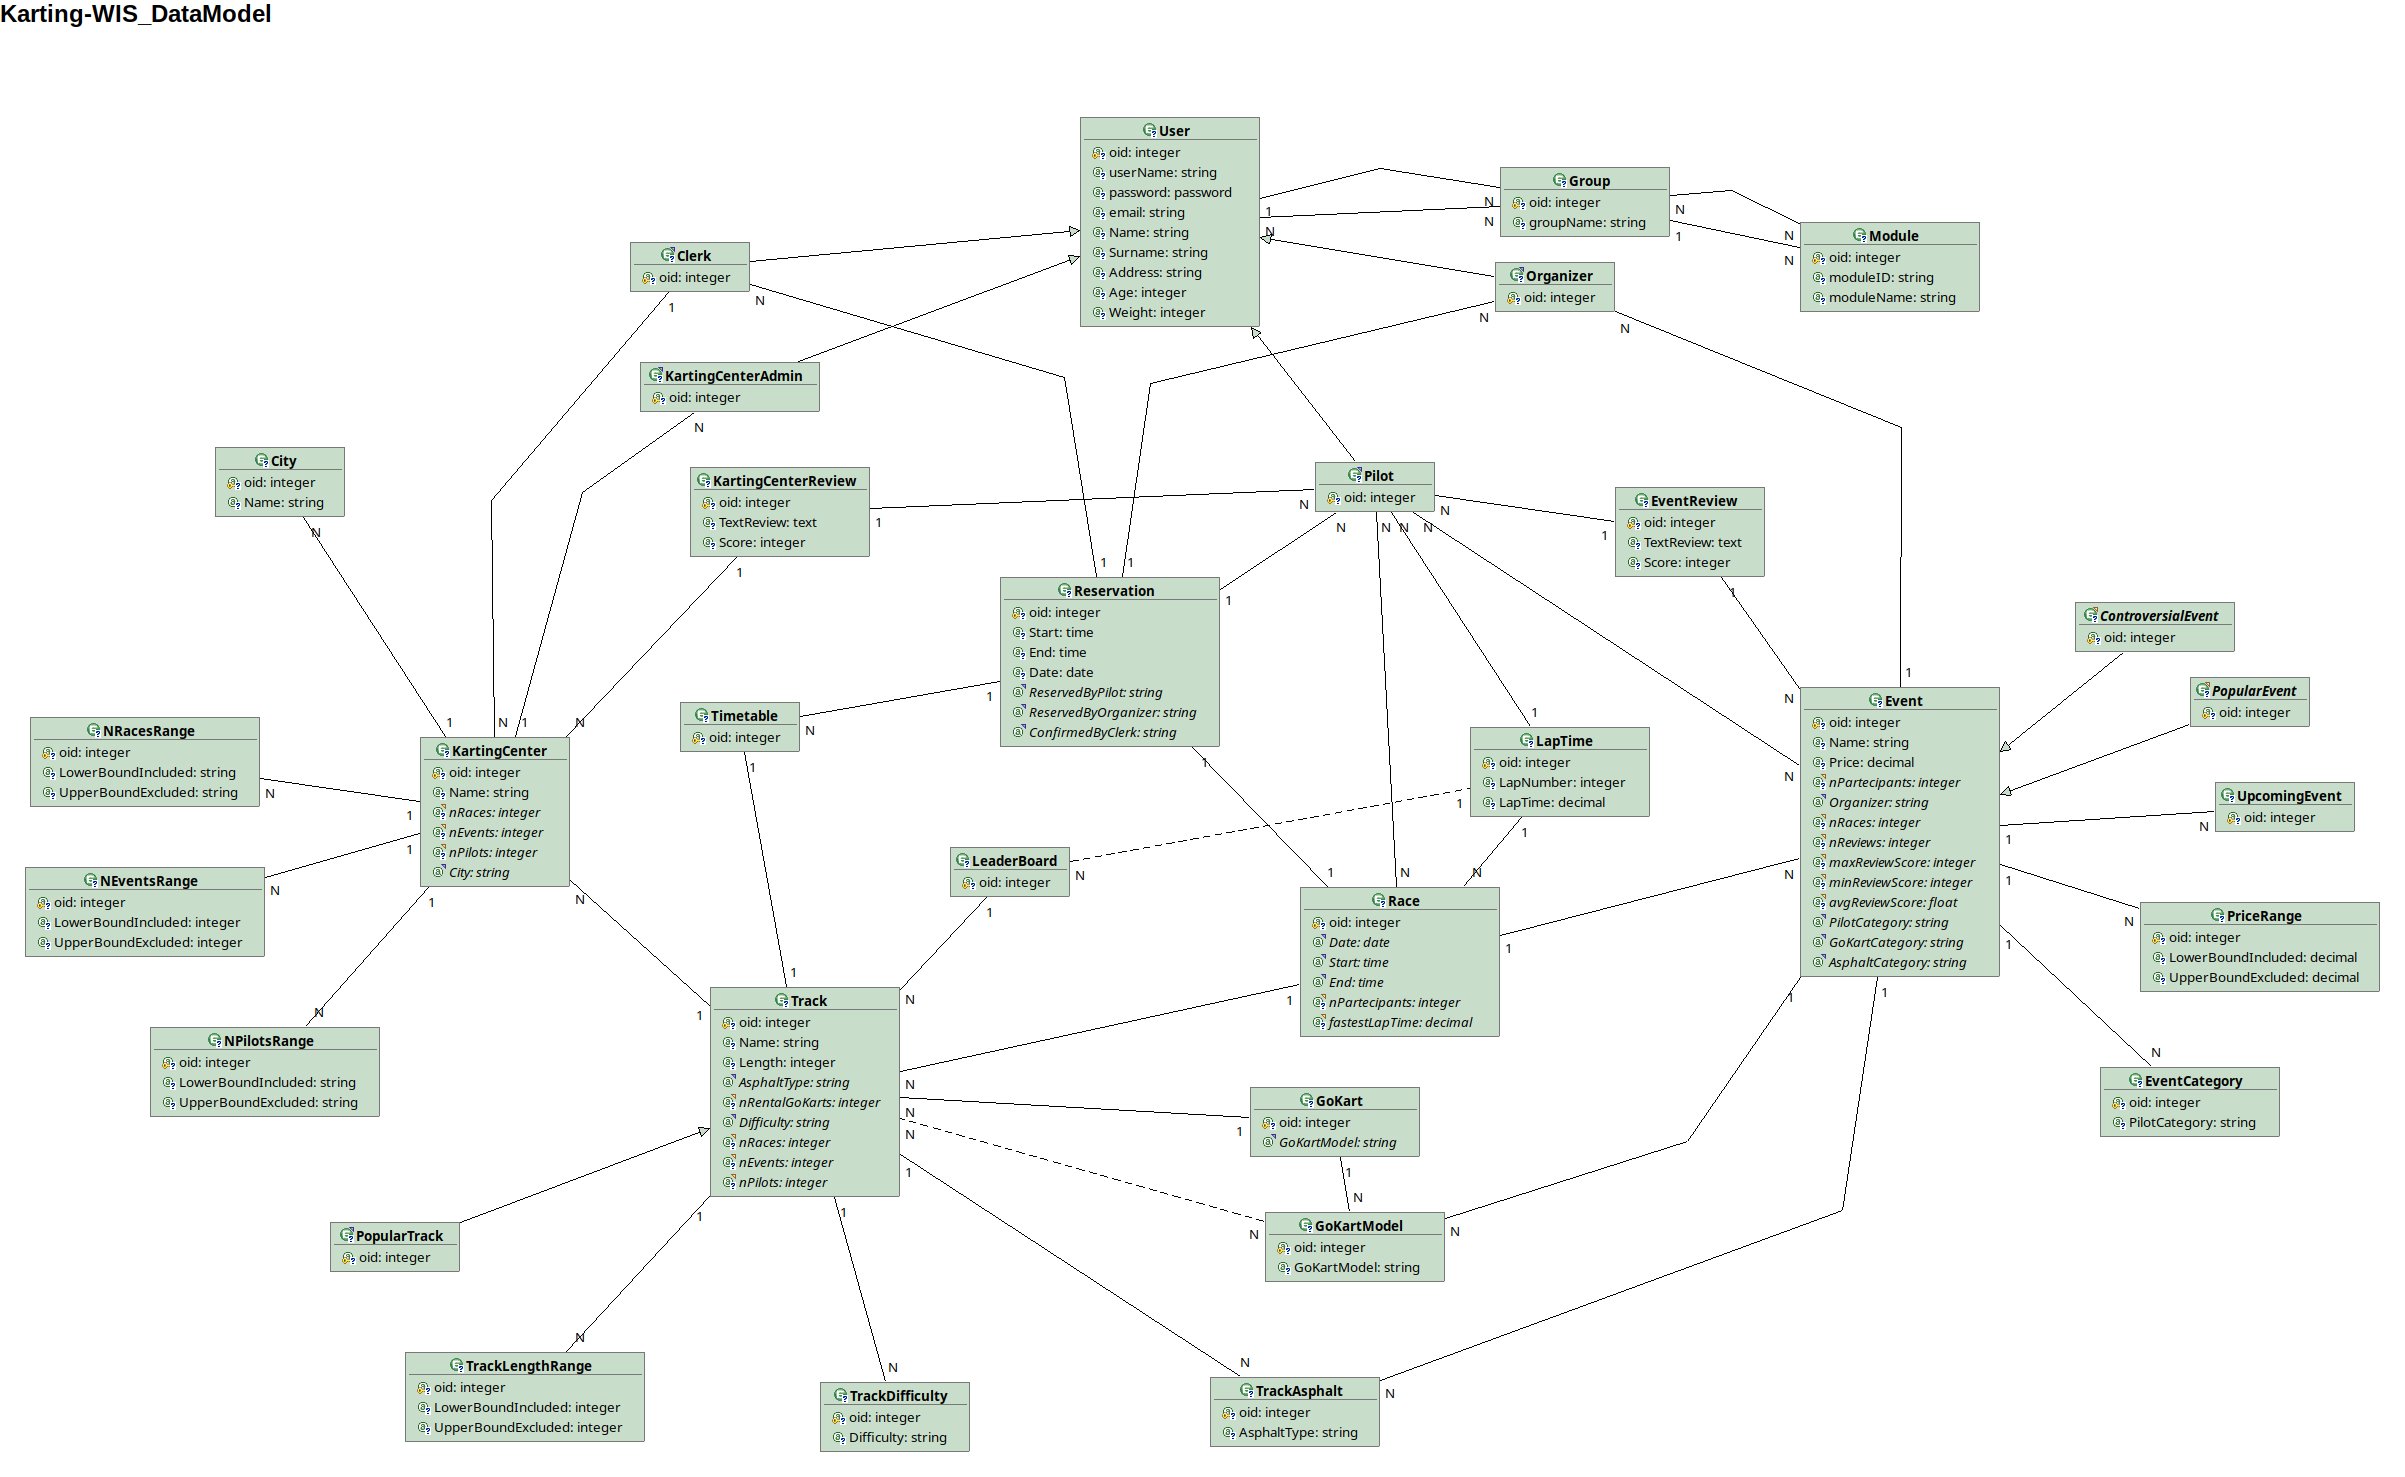 Karting-WIS_DataModel
User
oid: integer
userName: string
password: password
email: string
Name: string
Surname: string
Address: string
Age: integer
Weight: integer
Group
oid: integer
groupName: string
Module
oid: integer
moduleID: string
moduleName: string
Clerk
oid: integer
Organizer
oid: integer
KartingCenterAdmin
oid: integer
City
oid: integer
Name: string
KartingCenterReview
oid: integer
TextReview: text
Score: integer
Pilot
oid: integer
EventReview
oid: integer
TextReview: text
Score: integer
Reservation
oid: integer
Start: time
End: time
Date: date
ReservedByPilot: string
ReservedByOrganizer: string
ConfirmedByClerk: string
ControversialEvent
oid: integer
PopularEvent
oid: integer
Event
oid: integer
Name: string
Price: decimal
nPartecipants: integer
Organizer: string
nRaces: integer
nReviews: integer
maxReviewScore: integer
minReviewScore: integer
avgReviewScore: float
PilotCategory: string
GoKartCategory: string
AsphaltCategory: string
Timetable
oid: integer
NRacesRange
oid: integer
LowerBoundIncluded: string
UpperBoundExcluded: string
KartingCenter
oid: integer
Name: string
nRaces: integer
nEvents: integer
nPilots: integer
City: string
LapTime
oid: integer
LapNumber: integer
LapTime: decimal
UpcomingEvent
oid: integer
LeaderBoard
oid: integer
NEventsRange
oid: integer
LowerBoundIncluded: integer
UpperBoundExcluded: integer
Race
oid: integer
Date: date
Start: time
End: time
nPartecipants: integer
fastestLapTime: decimal
PriceRange
oid: integer
LowerBoundIncluded: decimal
UpperBoundExcluded: decimal
Track
oid: integer
Name: string
Length: integer
AsphaltType: string
nRentalGoKarts: integer
Difficulty: string
nRaces: integer
nEvents: integer
nPilots: integer
NPilotsRange
oid: integer
LowerBoundIncluded: string
UpperBoundExcluded: string
EventCategory
oid: integer
PilotCategory: string
GoKart
oid: integer
GoKartModel: string
GoKartModel
oid: integer
GoKartModel: string
PopularTrack
oid: integer
TrackLengthRange
oid: integer
LowerBoundIncluded: integer
UpperBoundExcluded: integer
TrackDifficulty
oid: integer
Difficulty: string
TrackAsphalt
oid: integer
AsphaltType: string